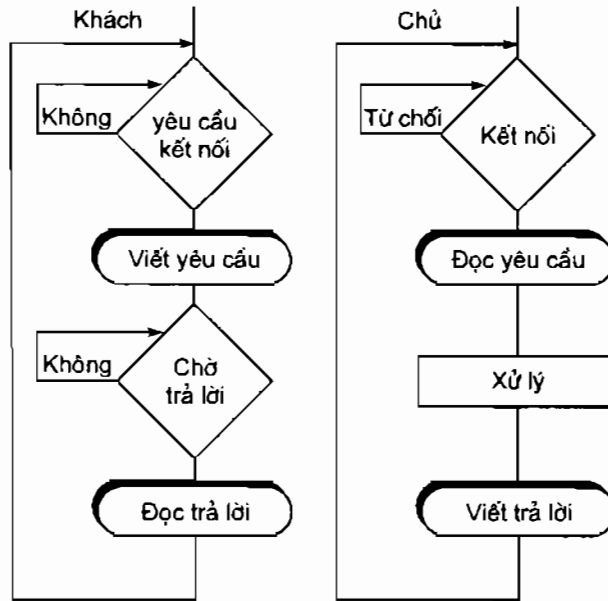 Khách
Không
yêu cầu
kết nối
Viết yêu cầu
Không
Chờ
trả lời
Đọc trả lời
Chủ
Từ chối
Kết nối
Đọc yêu cầu
Xử lý
Viết trả lời